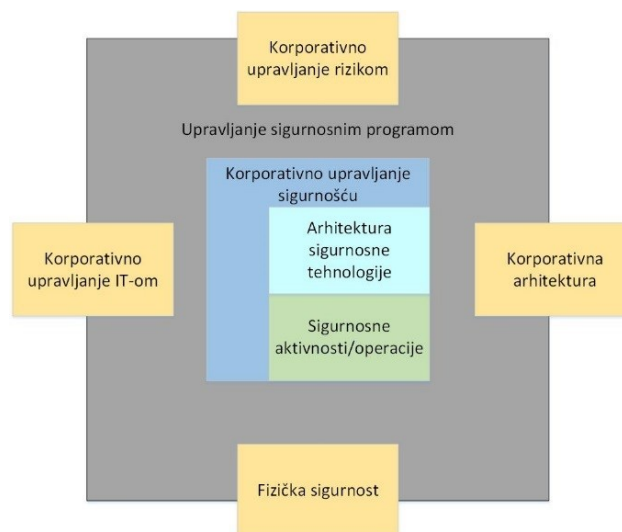 Korporativno
upravljanje rizikom
Upravljanje sigurnosnim programom
Korporativno upravljanje
sigurnošću
Arhitektura
sigurnosne
tehnologije
Korporativno
upravljanje IT-om
Korporativna
arhitektura
Sigurnosne
aktivnosti/operacije
Fizička sigurnost